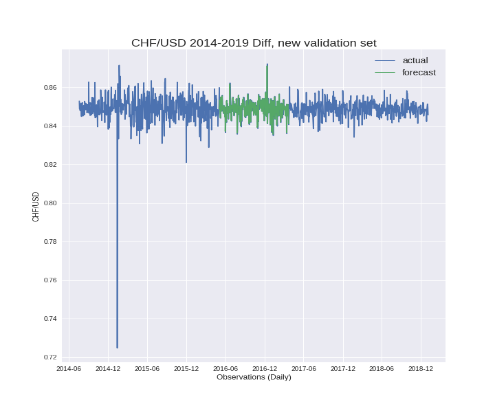 CHF/USD 2014-2019 Diff, new validation set
actual
forecast
0.86
0.84
0.82
0.80
0.78
0.76
0.74
0.72
CHF/USD
2014-06 2014-12 2015-06 2015-12 2016-06 2016-12 2017-06 2017-12 2018-06 2018-12
Observations (Daily)